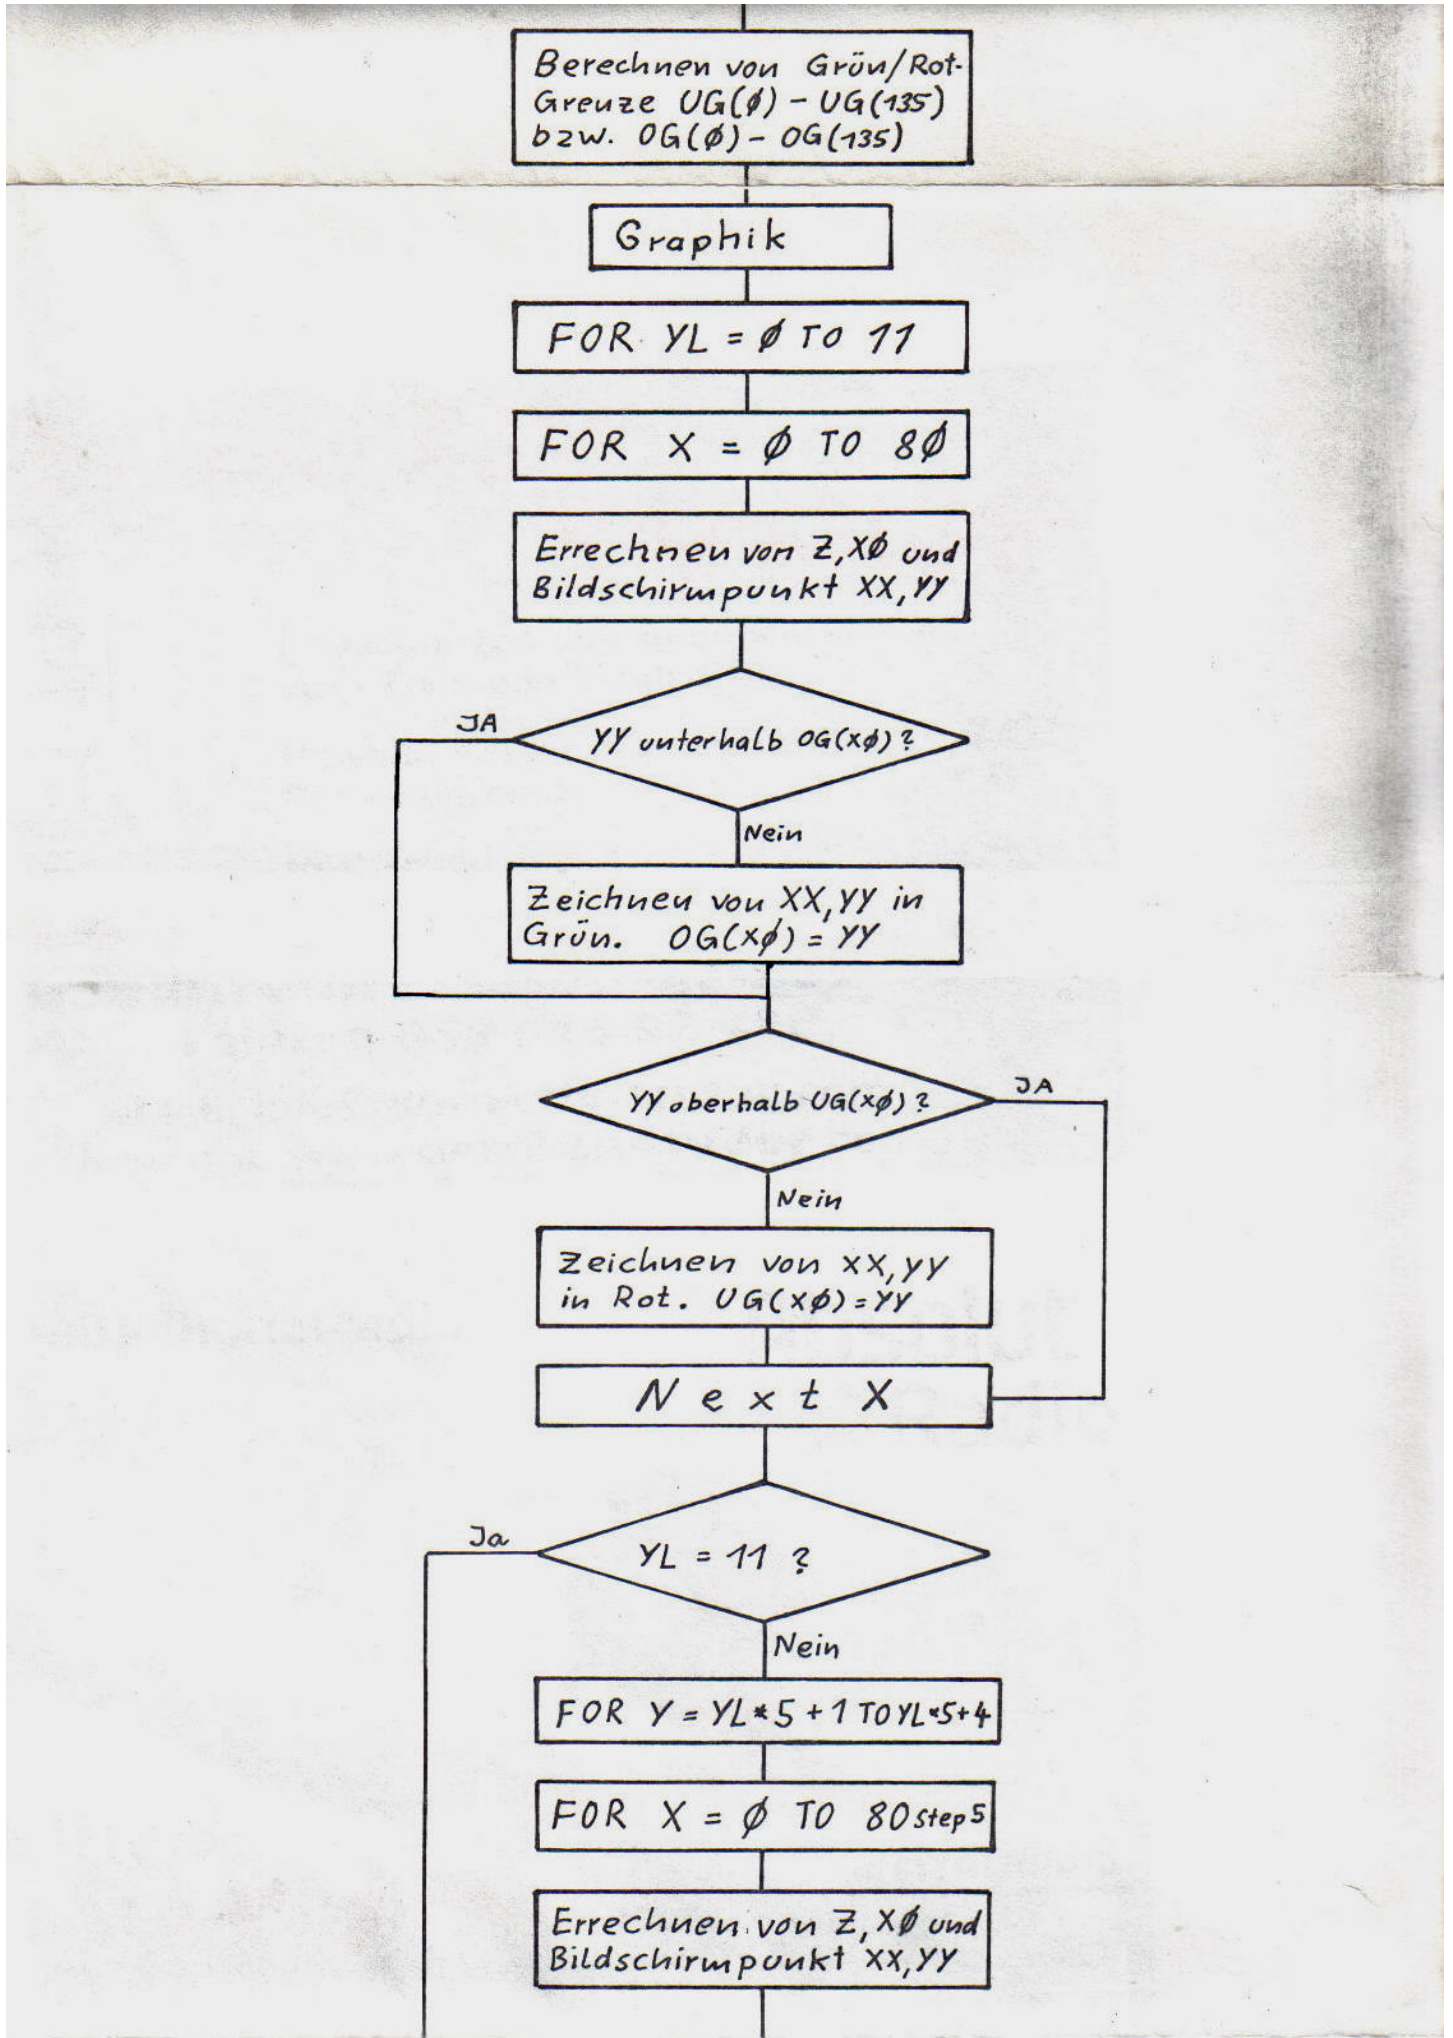 Berechnen von Grün/Rot-
Greuze UG(ø) - UG(135)
bzw. OG(ø) - OG(135)
Graphik
FOR YL = ø TO 11
FOR X = ø TO 8ø
Errechnen von Z, Xø und
Bildschirmpunkt XX, YY
JA
YY unterhalb OG(xø)?
Nein
Zeichnen von XX, YY in
Grün. OG(xø) = YY
YY oberhalb UG(xø)?
JA
Nein
Zeichnen von XX, YY
in Rot. UG(xø) = YY
Next X
Ja
YL = 11 ?
Nein
FOR Y = YL*5+1 TO YL*5+4
FOR X = ø TO 80 step 5
Errechnen von Z, Xø und
Bildschirmpunkt XX, YY